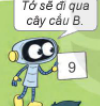 Tớ sẽ đi qua
cây cầu B.
9